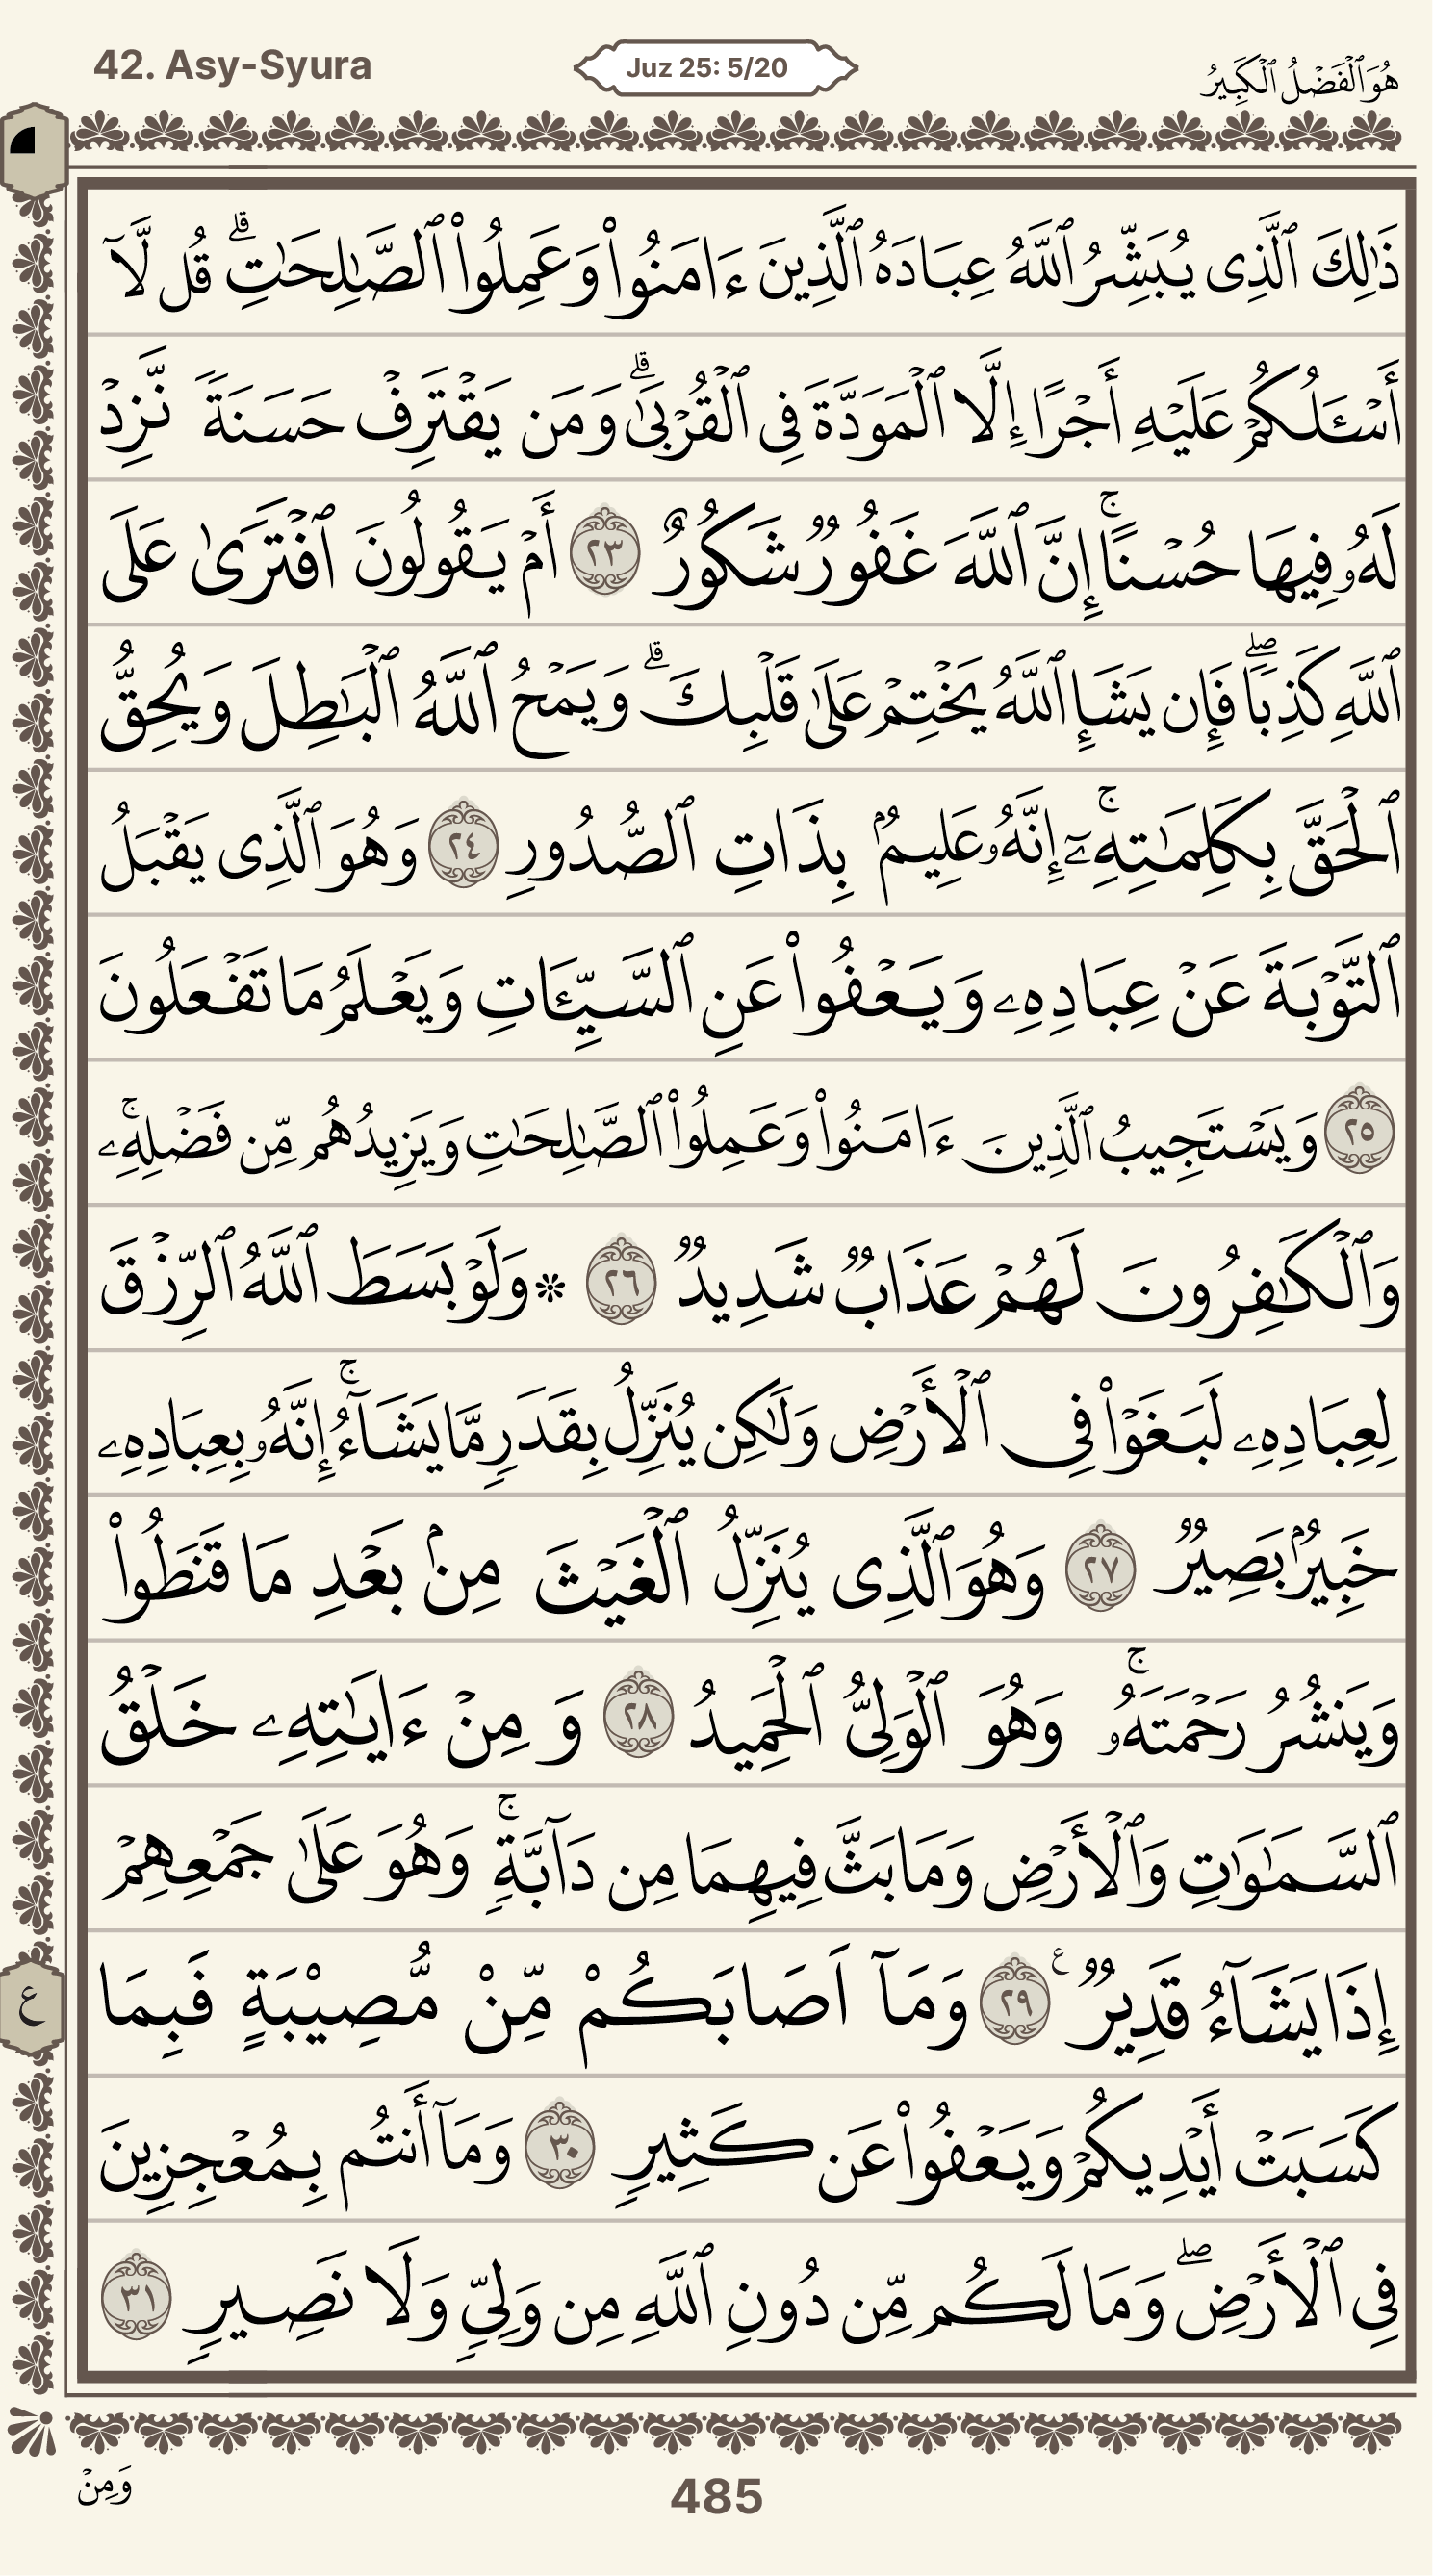 42. Asy-Syura
Juz 25: 5/20
هُوَ ٱلۡفَضۡلُ ٱلۡكَبِيرُ
ذَٰلِكَ ٱلَّذِى يُبَشِّرُ ٱللَّهُ عِبَادَهُ ٱلَّذِينَ ءَامَنُوا۟ وَعَمِلُوا۟ ٱلصَّـٰلِحَـٰتِ ۗ قُل لَّآ
أَسۡـَٔلُكُمۡ عَلَيۡهِ أَجۡرًا إِلَّا ٱلۡمَوَدَّةَ فِى ٱلۡقُرۡبَىٰ ۗ وَمَن يَقۡتَرِفۡ حَسَنَةً نَّزِدۡ
لَهُۥ فِيهَا حُسۡنًا ۚ إِنَّ ٱللَّهَ غَفُورٌ شَكُورٌ ٢٣ أَمۡ يَقُولُونَ ٱفۡتَرَىٰ عَلَى
ٱللَّهِ كَذِبًا ۖ فَإِن يَشَإِ ٱللَّهُ يَخۡتِمۡ عَلَىٰ قَلۡبِكَ ۗ وَيَمۡحُ ٱللَّهُ ٱلۡبَـٰطِلَ وَيُحِقُّ
ٱلۡحَقَّ بِكَلِمَـٰتِهِۦٓ ۚ إِنَّهُۥ عَلِيمُۢ بِذَاتِ ٱلصُّدُورِ ٢٤ وَهُوَ ٱلَّذِى يَقۡبَلُ
ٱلتَّوۡبَةَ عَنۡ عِبَادِهِۦ وَيَعۡفُوا۟ عَنِ ٱلسَّيِّـَٔاتِ وَيَعۡلَمُ مَا تَفۡعَلُونَ
٢٥ وَيَسۡتَجِيبُ ٱلَّذِينَ ءَامَنُوا۟ وَعَمِلُوا۟ ٱلصَّـٰلِحَـٰتِ وَيَزِيدُهُم مِّن فَضۡلِهِۦ ۚ
وَٱلۡكَـٰفِرُونَ لَهُمۡ عَذَابٌ شَدِيدٌ ٢٦ ۞ وَلَوۡ بَسَطَ ٱللَّهُ ٱلرِّزۡقَ
لِعِبَادِهِۦ لَبَغَوۡا۟ فِى ٱلۡأَرۡضِ وَلَـٰكِن يُنَزِّلُ بِقَدَرٍ مَّا يَشَآءُ ۚ إِنَّهُۥ بِعِبَادِهِۦ
خَبِيرُۢ بَصِيرٌ ٢٧ وَهُوَ ٱلَّذِى يُنَزِّلُ ٱلۡغَيۡثَ مِنۢ بَعۡدِ مَا قَنَطُوا۟
وَيَنشُرُ رَحۡمَتَهُۥ ۚ وَهُوَ ٱلۡوَلِىُّ ٱلۡحَمِيدُ ٢٨ وَمِنۡ ءَايَـٰتِهِۦ خَلۡقُ
ٱلسَّمَـٰوَٰتِ وَٱلۡأَرۡضِ وَمَا بَثَّ فِيهِمَا مِن دَآبَّةٍ ۚ وَهُوَ عَلَىٰ جَمۡعِهِمۡ
إِذَا يَشَآءُ قَدِيرٌ ࣖ ٢٩ وَمَآ اَصَابَكُمْ مِّنْ مُّصِيْبَةٍ فَبِمَا
ع
كَسَبَتۡ أَيۡدِيكُمۡ وَيَعۡفُوا۟ عَن كَثِيرٍ ٣٠ وَمَآ أَنتُم بِمُعۡجِزِينَ
فِى ٱلۡأَرۡضِ ۖ وَمَا لَكُم مِّن دُونِ ٱللَّهِ مِن وَلِىٍّ وَلَا نَصِيرٍ ٣١
وَمِنۡ
485